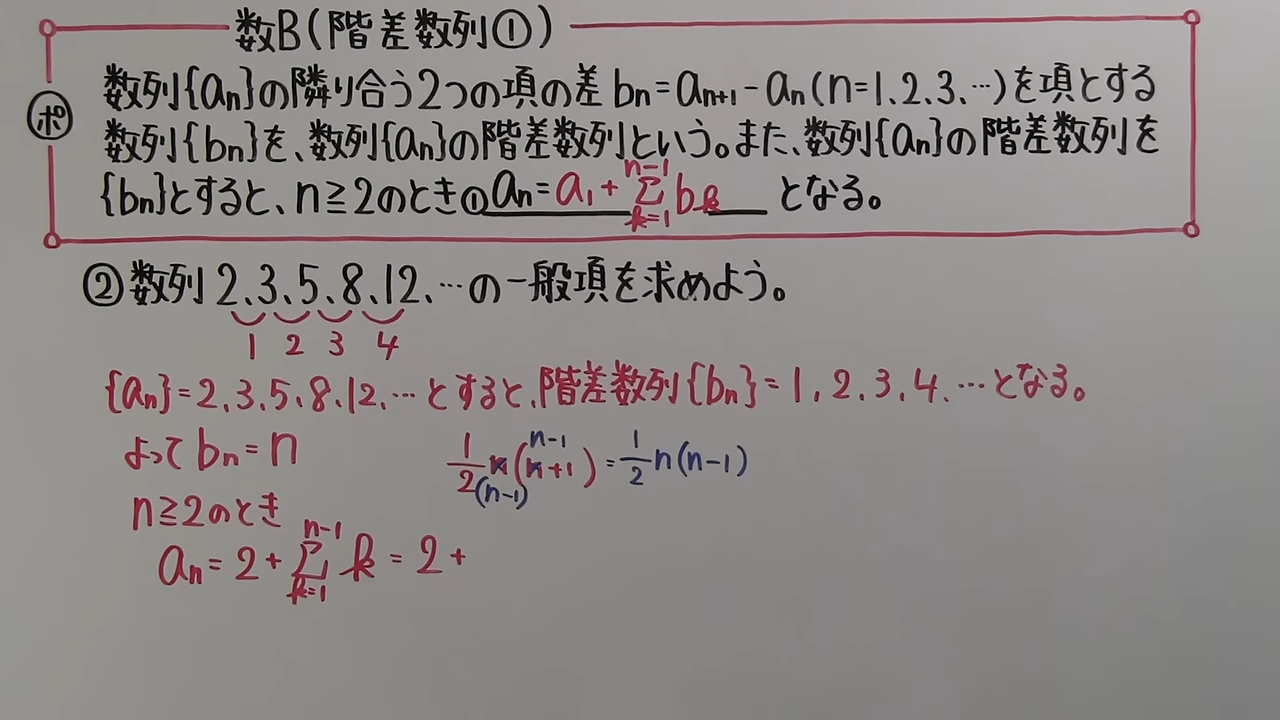 数B(階差数列①)
ポ 数列{an}の隣り合う2つの項の差 bn=an+1-an(n=1.2.3.…)を項とする
数列{bn}を、数列{an}の階差数列という。また、数列{an}の階差数列を
{bn}とすると、n≧2のとき① an=a1+Σ[k=1→n-1]bk となる。
②数列 2、3、5、8、12、…の一般項を求めよう。
1 2 3 4
{an}=2、3、5、8、12、…とすると、階差数列{bn}=1、2、3、4、…となる。
よって bn=n
1/2 n(n+1) n-1 (n-1) =1/2 n(n-1)
n≧2のとき
an=2+Σ[k=1→n-1]k=2+